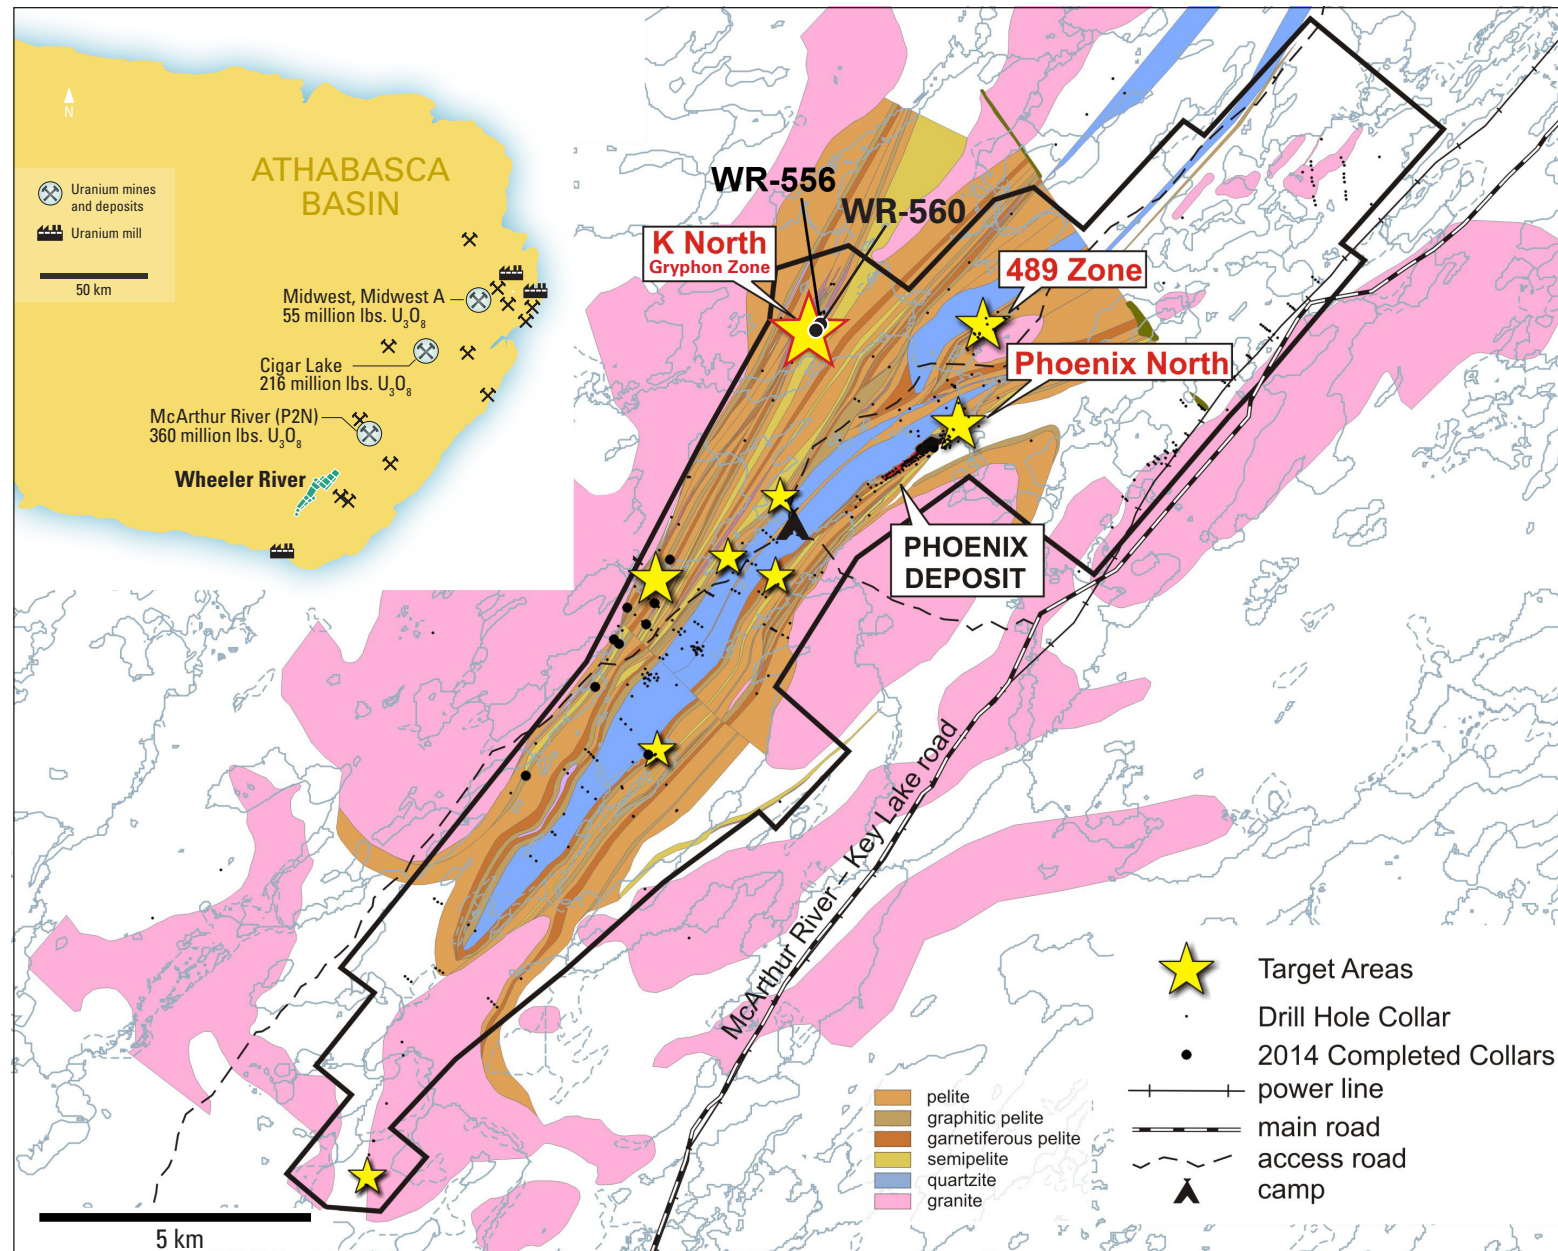 N
ATHABASCA
BASIN
Uranium mines
and deposits
Uranium mill
50 km
Midwest, Midwest A
55 million lbs. U₃O₈
Cigar Lake
216 million lbs. U₃O₈
McArthur River (P2N)
360 million lbs. U₃O₈
Wheeler River
WR-556
WR-560
K North
Gryphon Zone
489 Zone
Phoenix North
PHOENIX
DEPOSIT
McArthur River – Key Lake road
Target Areas
Drill Hole Collar
2014 Completed Collars
power line
main road
access road
camp
pelite
graphitic pelite
garnetiferous pelite
semipelite
quartzite
granite
5 km